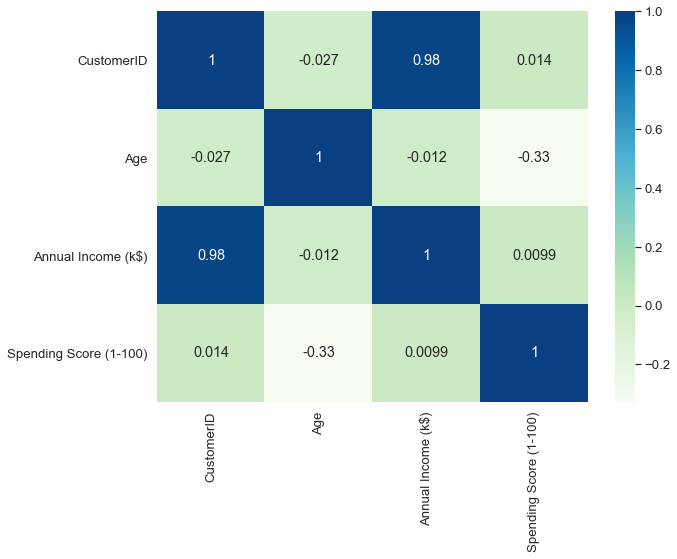 CustomerID 1 -0.027 0.98 0.014
Age -0.027 1 -0.012 -0.33
Annual Income (k$) 0.98 -0.012 1 0.0099
Spending Score (1-100) 0.014 -0.33 0.0099 1
CustomerID
Age
Annual Income (k$)
Spending Score (1-100)
1.0
0.8
0.6
0.4
0.2
0.0
−0.2